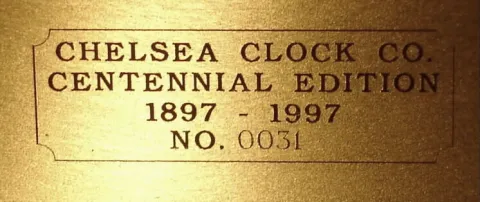 CHELSEA CLOCK CO.
CENTENNIAL EDITION
1897 - 1997
NO. 0031